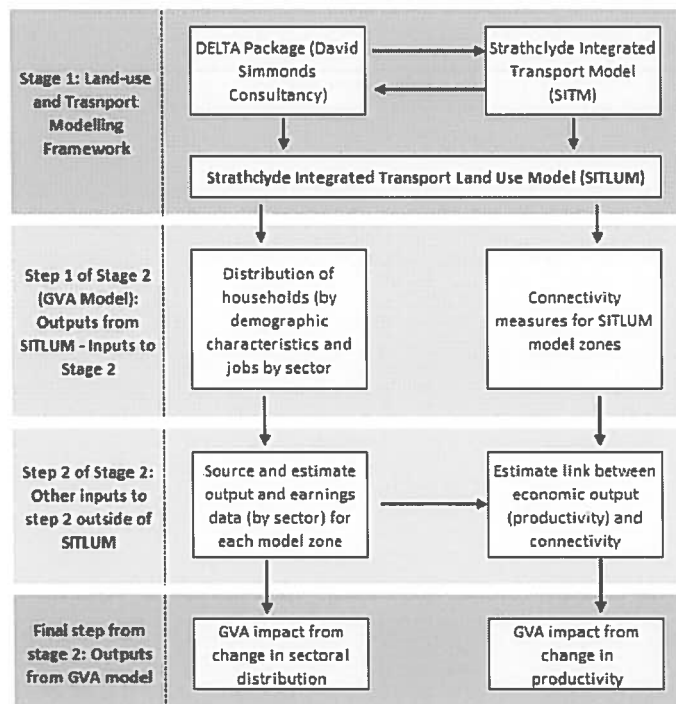 Stage 1: Land-use
and Trasnport
Modelling
Framework
DELTA Package (David
Simmonds
Consultancy)
Strathclyde Integrated
Transport Model
(SITM)
Strathclyde Integrated Transport Land Use Model (SITLUM)
Step 1 of Stage 2
(GVA Model):
Outputs from
SITLUM - Inputs to
Stage 2
Distribution of
households (by
demographic
characteristics and
jobs by sector
Connectivity
measures for SITLUM
model zones
Step 2 of Stage 2:
Other inputs to
step 2 outside of
SITLUM
Source and estimate
output and earnings
data (by sector) for
each model zone
Estimate link between
economic output
(productivity) and
connectivity
Final step from
stage 2: Outputs
from GVA model
GVA impact from
change in sectoral
distribution
GVA impact from
change in
productivity